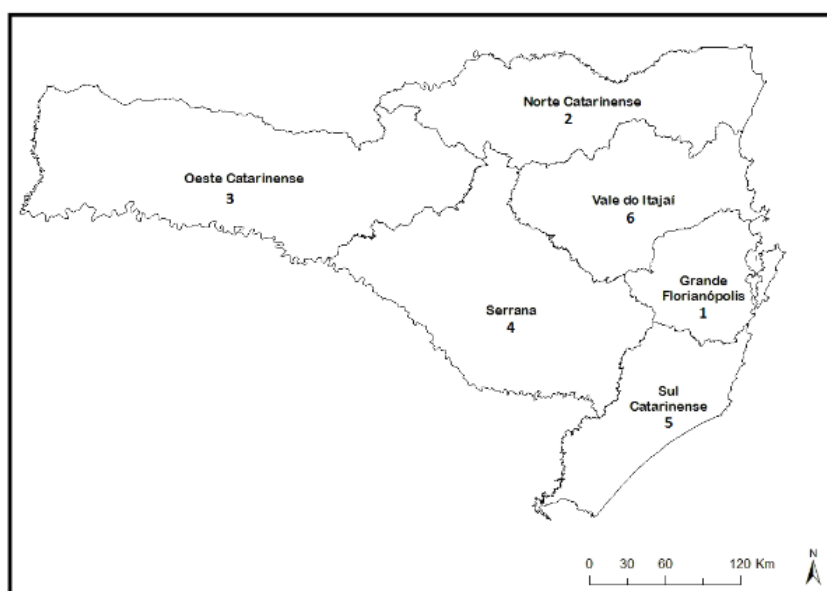 Norte Catarinense
2
Oeste Catarinense
3
Vale do Itajaí
6
Grande
Florianópolis
1
Serrana
4
Sul
Catarinense
5
N
0 30 60 120 Km